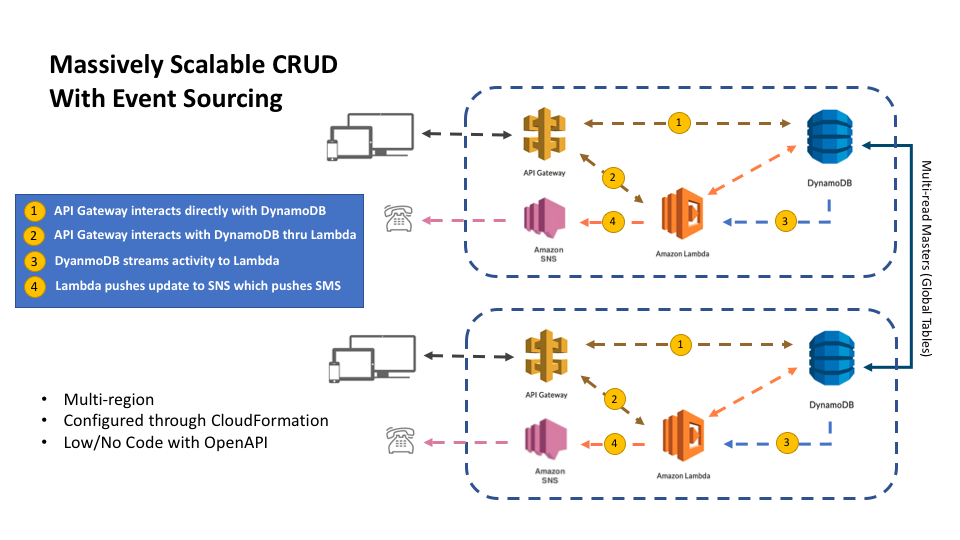 Massively Scalable CRUD
With Event Sourcing
1 API Gateway interacts directly with DynamoDB
2 API Gateway interacts with DynamoDB thru Lambda
3 DyanmoDB streams activity to Lambda
4 Lambda pushes update to SNS which pushes SMS
• Multi-region
• Configured through CloudFormation
• Low/No Code with OpenAPI
1
API Gateway
2
DynamoDB
4
3
Amazon
SNS
Amazon Lambda
1
API Gateway
2
DynamoDB
4
3
Amazon
SNS
Amazon Lambda
Multi-read Masters (Global Tables)